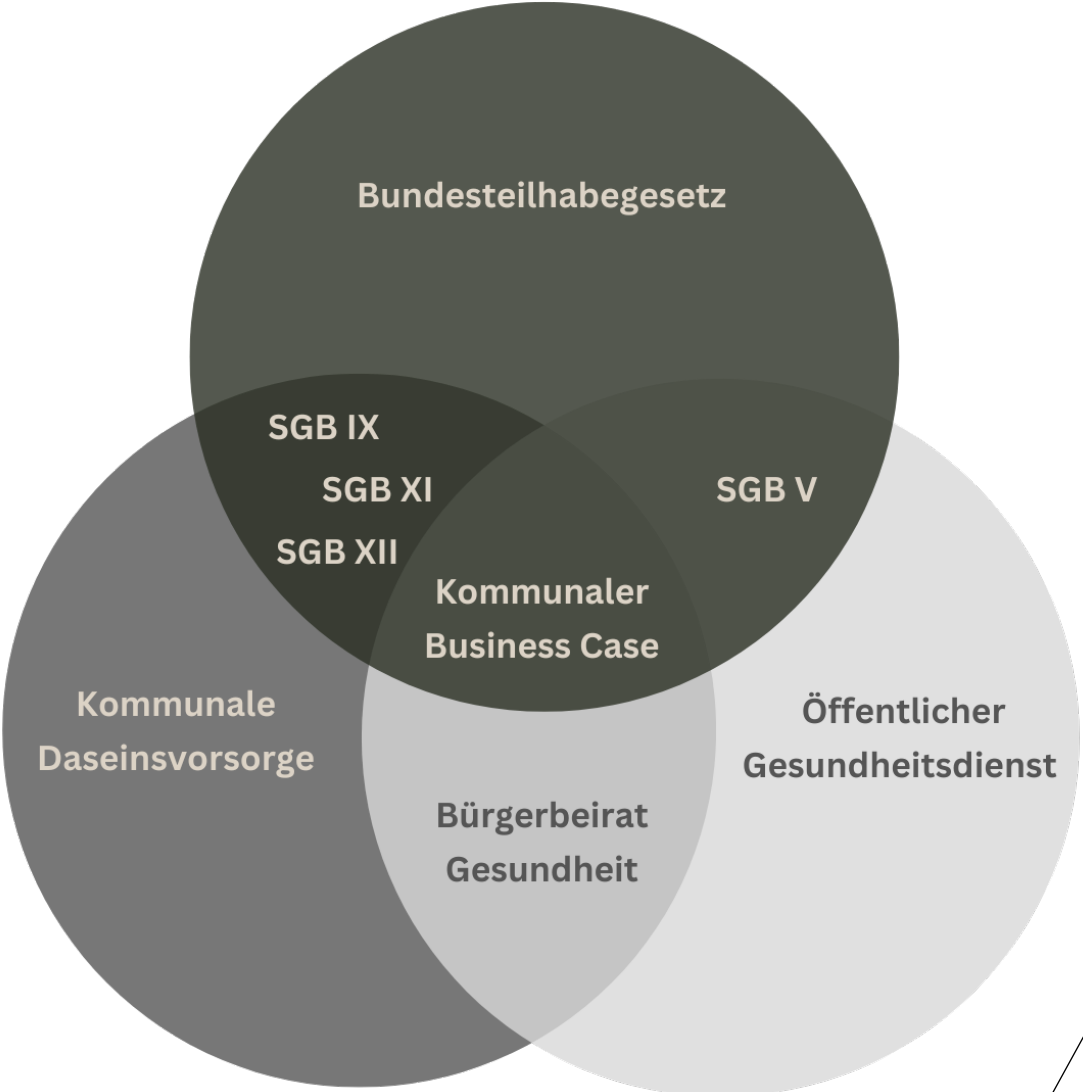 Bundesteilhabegesetz
SGB IX
SGB XI
SGB V
SGB XII
Kommunaler
Business Case
Kommunale
Daseinsvorsorge
Öffentlicher
Gesundheitsdienst
Bürgerbeirat
Gesundheit